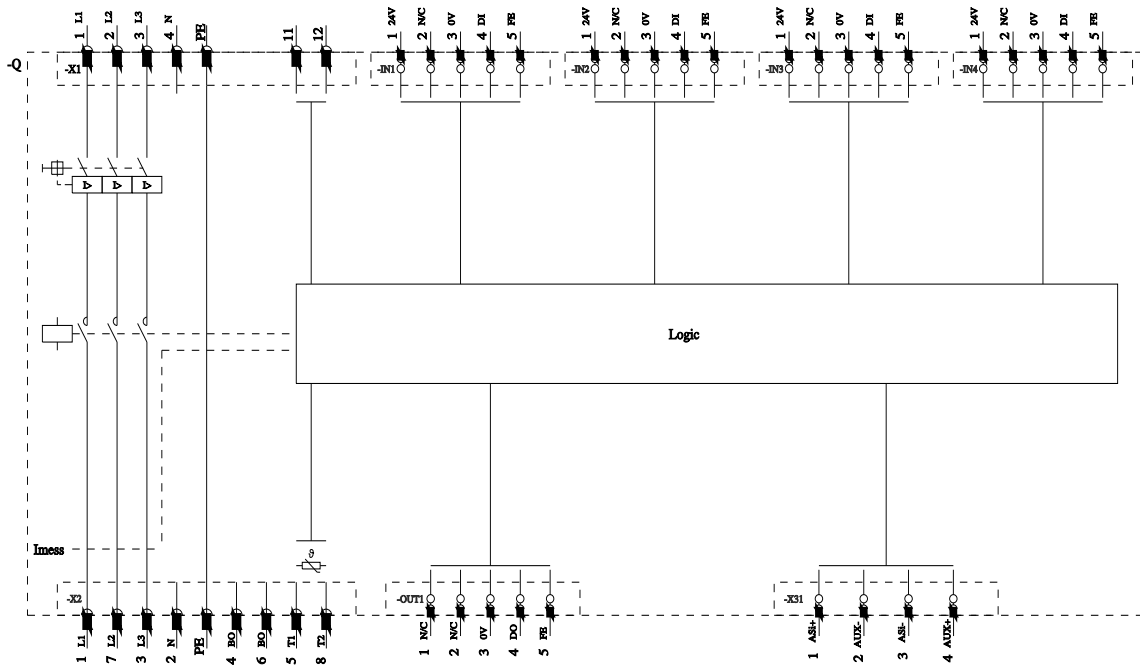 1 L1
2 L2
3 L3
4 N
PE
11
12
1 24V
2 N/C
3 0V
4 DI
5 FE
1 24V
2 N/C
3 0V
4 DI
5 FE
1 24V
2 N/C
3 0V
4 DI
5 FE
1 24V
2 N/C
3 0V
4 DI
5 FE
-Q
-X1
-IN1
-IN2
-IN3
-IN4
I>
I>
I>
Logic
Imess
ϑ
-X2
-OUT1
-X31
1 L1
7 L2
3 L3
2 N
PE
4 BO
6 BO
5 T1
8 T2
1 N/C
2 N/C
3 0V
4 DO
5 FE
1 ASi+
2 AUX-
3 ASi-
4 AUX+